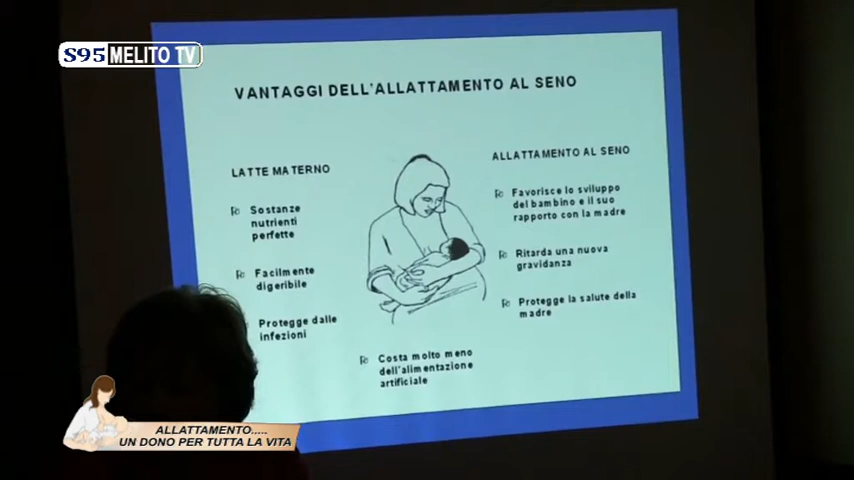 S95 MELITO TV
VANTAGGI DELL'ALLATTAMENTO AL SENO
LATTE MATERNO
Sostanze
nutrienti
perfette
Facilmente
digeribile
Protegge dalle
infezioni
ALLATTAMENTO AL SENO
Favorisce lo sviluppo
del bambino e il suo
rapporto con la madre
Ritarda una nuova
gravidanza
Protegge la salute della
madre
Costa molto meno
dell'alimentazione
artificiale
ALLATTAMENTO.....
UN DONO PER TUTTA LA VITA